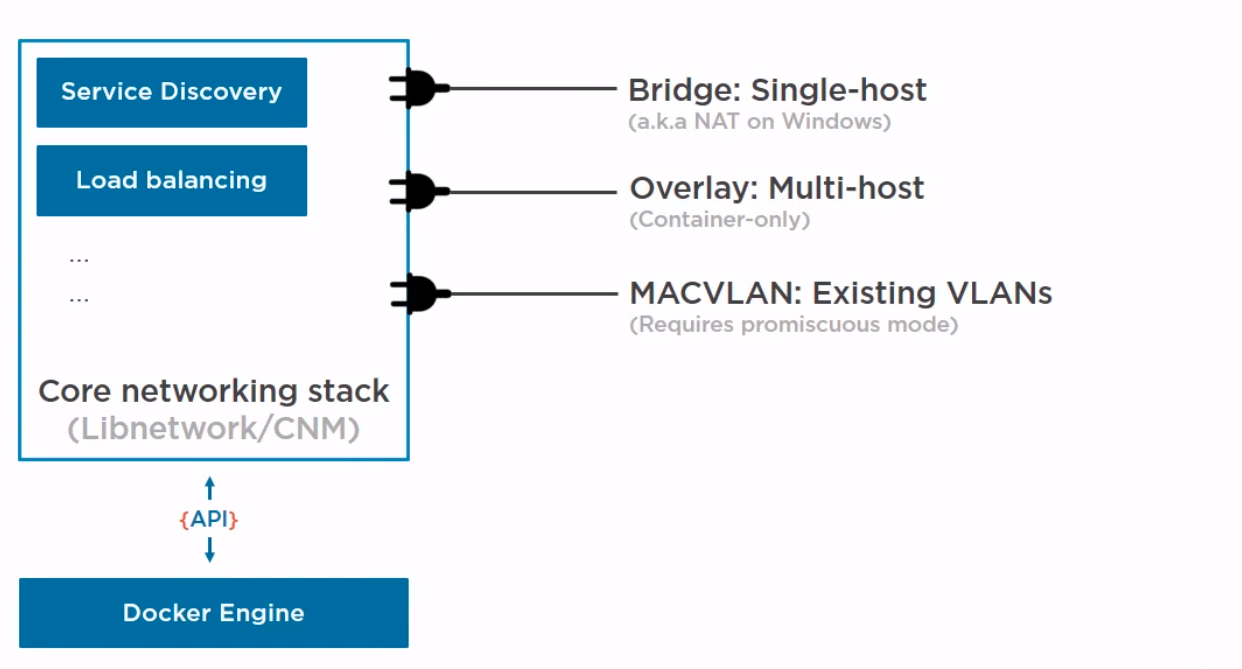 Service Discovery
Load balancing
...
...
Core networking stack
(Libnetwork/CNM)
{API}
Docker Engine
Bridge: Single-host
(a.k.a NAT on Windows)
Overlay: Multi-host
(Container-only)
MACVLAN: Existing VLANs
(Requires promiscuous mode)